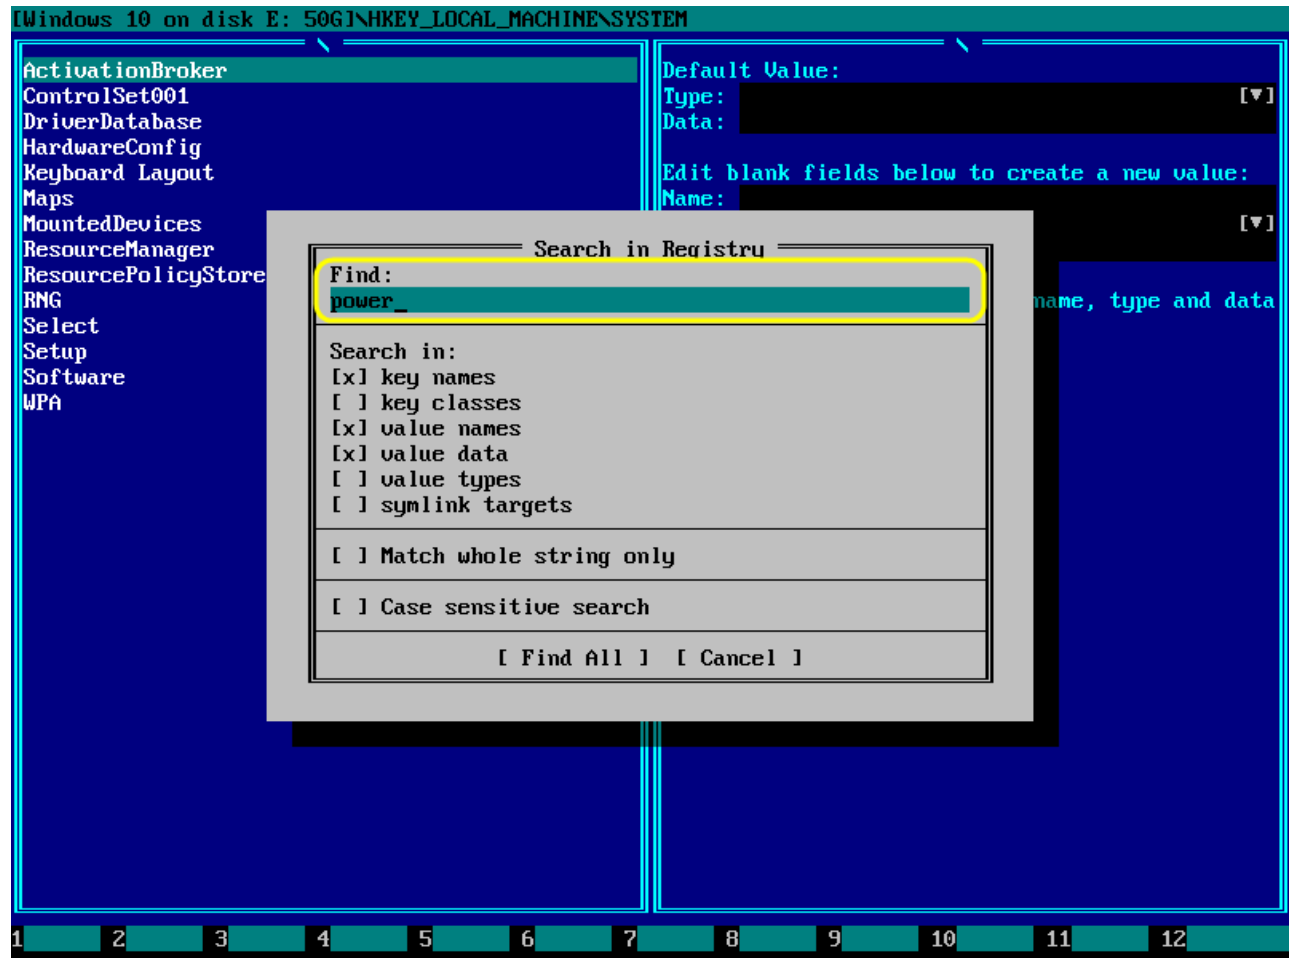 [Windows 10 on disk E: 50G]\HKEY_LOCAL_MACHINE\SYSTEM
ActivationBroker
ControlSet001
DriverDatabase
HardwareConfig
Keyboard Layout
Maps
MountedDevices
ResourceManager
ResourcePolicyStore
RNG
Select
Setup
Software
WPA
Default Value:
Type: [▼]
Data:
Edit blank fields below to create a new value:
Name:
[▼]
name, type and data
Search in Registry
Find:
power_
Search in:
[x] key names
[ ] key classes
[x] value names
[x] value data
[ ] value types
[ ] symlink targets
[ ] Match whole string only
[ ] Case sensitive search
[ Find All ] [ Cancel ]
1 2 3 4 5 6 7 8 9 10 11 12